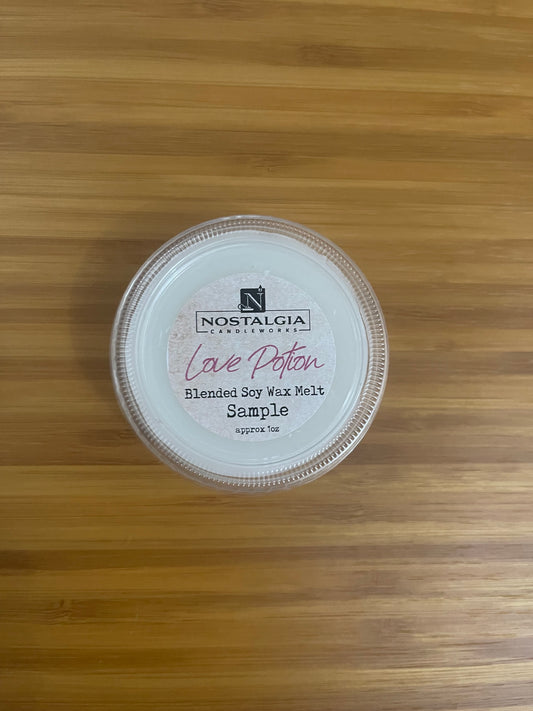 N
NOSTALGIA
CANDLEWORKS
Love Potion
Blended Soy Wax Melt
Sample
approx 1oz